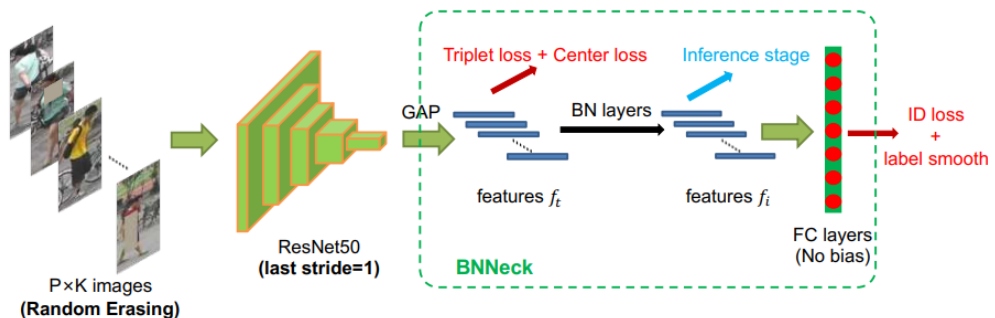 Triplet loss + Center loss
Inference stage
GAP
BN layers
ID loss
+
label smooth
features f_t
features f_i
ResNet50
(last stride=1)
BNNeck
FC layers
(No bias)
P×K images
(Random Erasing)